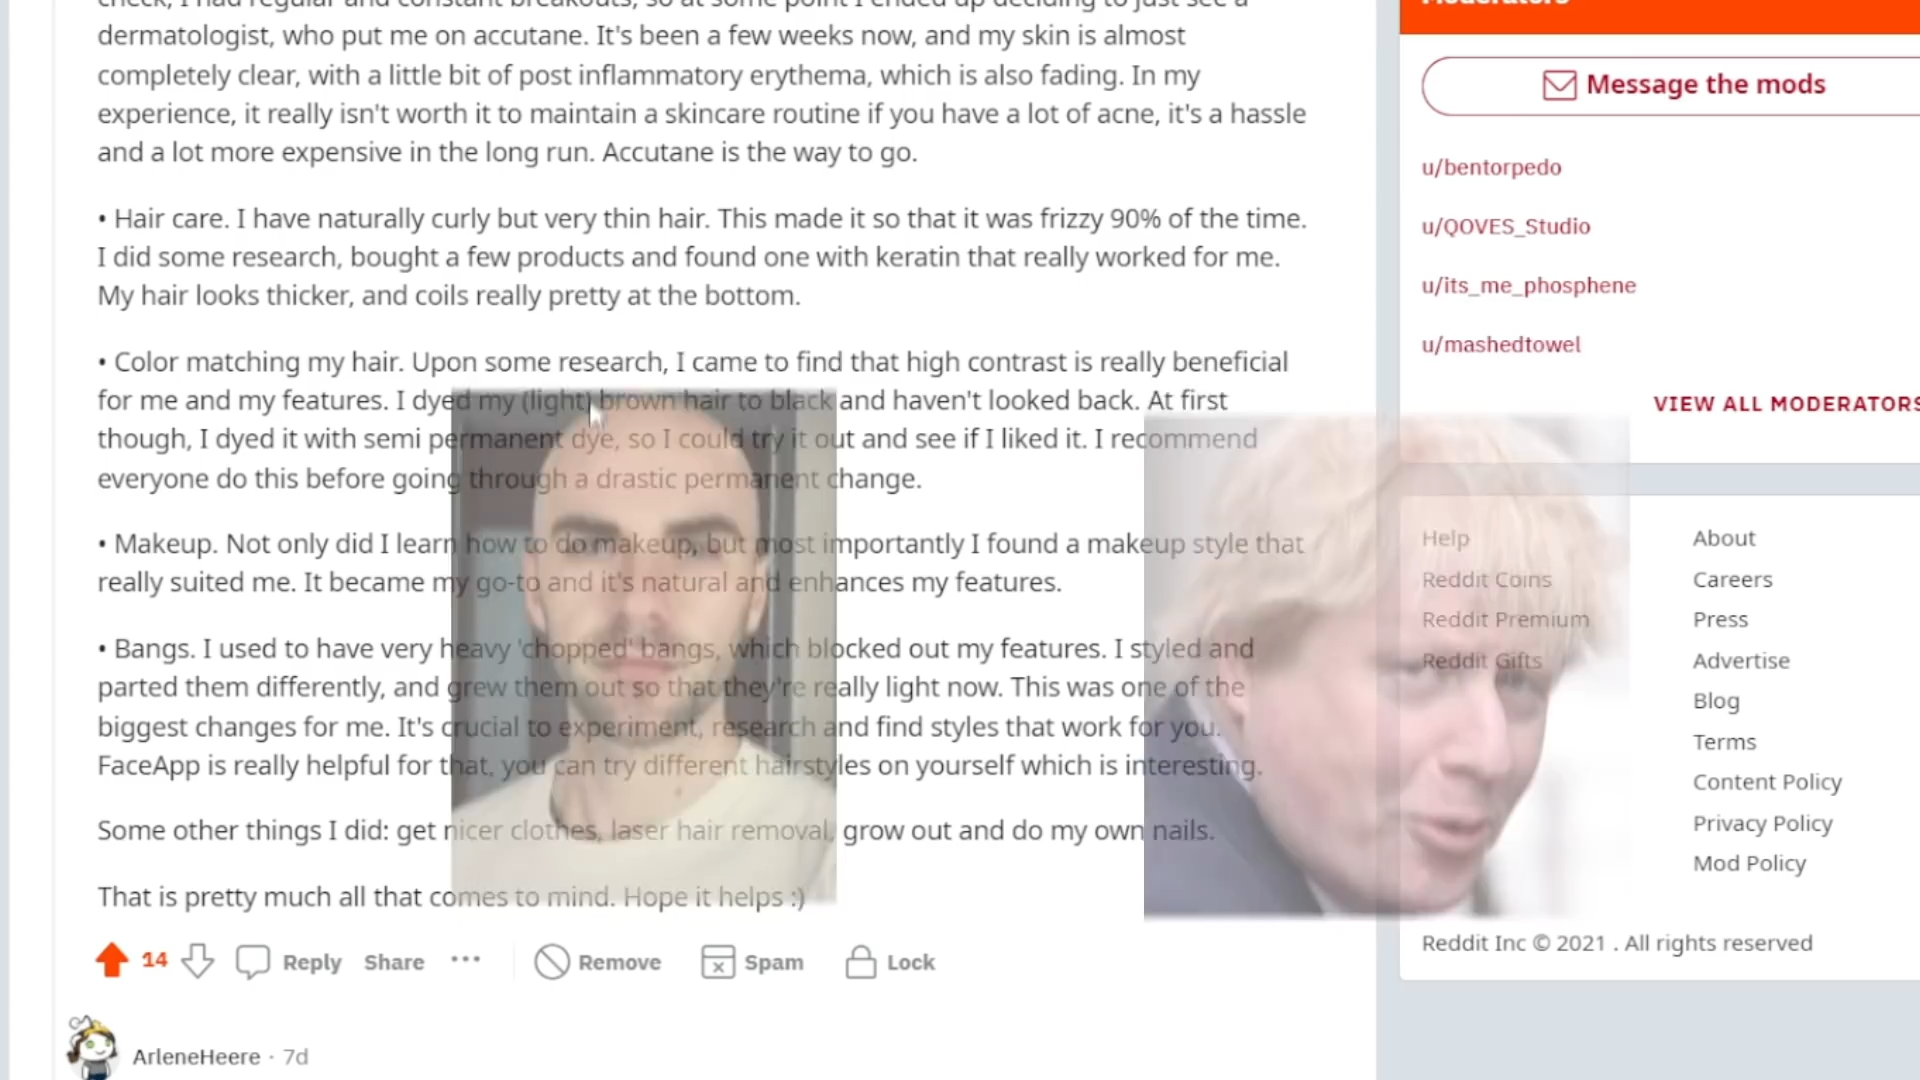 check, I had regular and constant breakouts, so at some point I ended up deciding to just see a
dermatologist, who put me on accutane. It's been a few weeks now, and my skin is almost
completely clear, with a little bit of post inflammatory erythema, which is also fading. In my
experience, it really isn't worth it to maintain a skincare routine if you have a lot of acne, it's a hassle
and a lot more expensive in the long run. Accutane is the way to go.
• Hair care. I have naturally curly but very thin hair. This made it so that it was frizzy 90% of the time.
I did some research, bought a few products and found one with keratin that really worked for me.
My hair looks thicker, and coils really pretty at the bottom.
• Color matching my hair. Upon some research, I came to find that high contrast is really beneficial
for me and my features. I dyed my (light) brown hair to black and haven't looked back. At first
though, I dyed it with semi permanent dye, so I could try it out and see if I liked it. I recommend
everyone do this before going through a drastic permanent change.
• Makeup. Not only did I learn how to do makeup, but most importantly I found a makeup style that
really suited me. It became my go-to and it's natural and enhances my features.
• Bangs. I used to have very heavy 'chopped' bangs, which blocked out my features. I styled and
parted them differently, and grew them out so that they're really light now. This was one of the
biggest changes for me. It's crucial to experiment, research and find styles that work for you.
FaceApp is really helpful for that, you can try different hairstyles on yourself which is interesting.
Some other things I did: get nicer clothes, laser hair removal, grow out and do my own nails.
That is pretty much all that comes to mind. Hope it helps :)
14 Reply Share ··· Remove Spam Lock
ArleneHeere · 7d
Moderators
Message the mods
u/bentorpedo
u/QOVES_Studio
u/its_me_phosphene
u/mashedtowel
VIEW ALL MODERATORS
Help
Reddit Coins
Reddit Premium
Reddit Gifts
About
Careers
Press
Advertise
Blog
Terms
Content Policy
Privacy Policy
Mod Policy
Reddit Inc © 2021 . All rights reserved